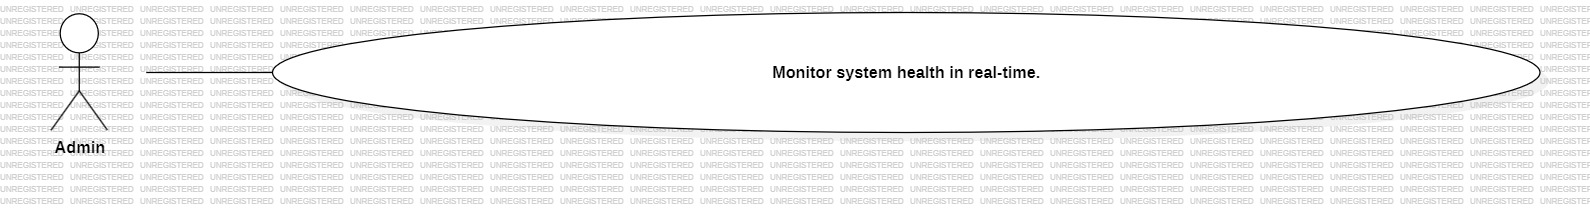 Monitor system health in real-time.
Admin
UNREGISTERED